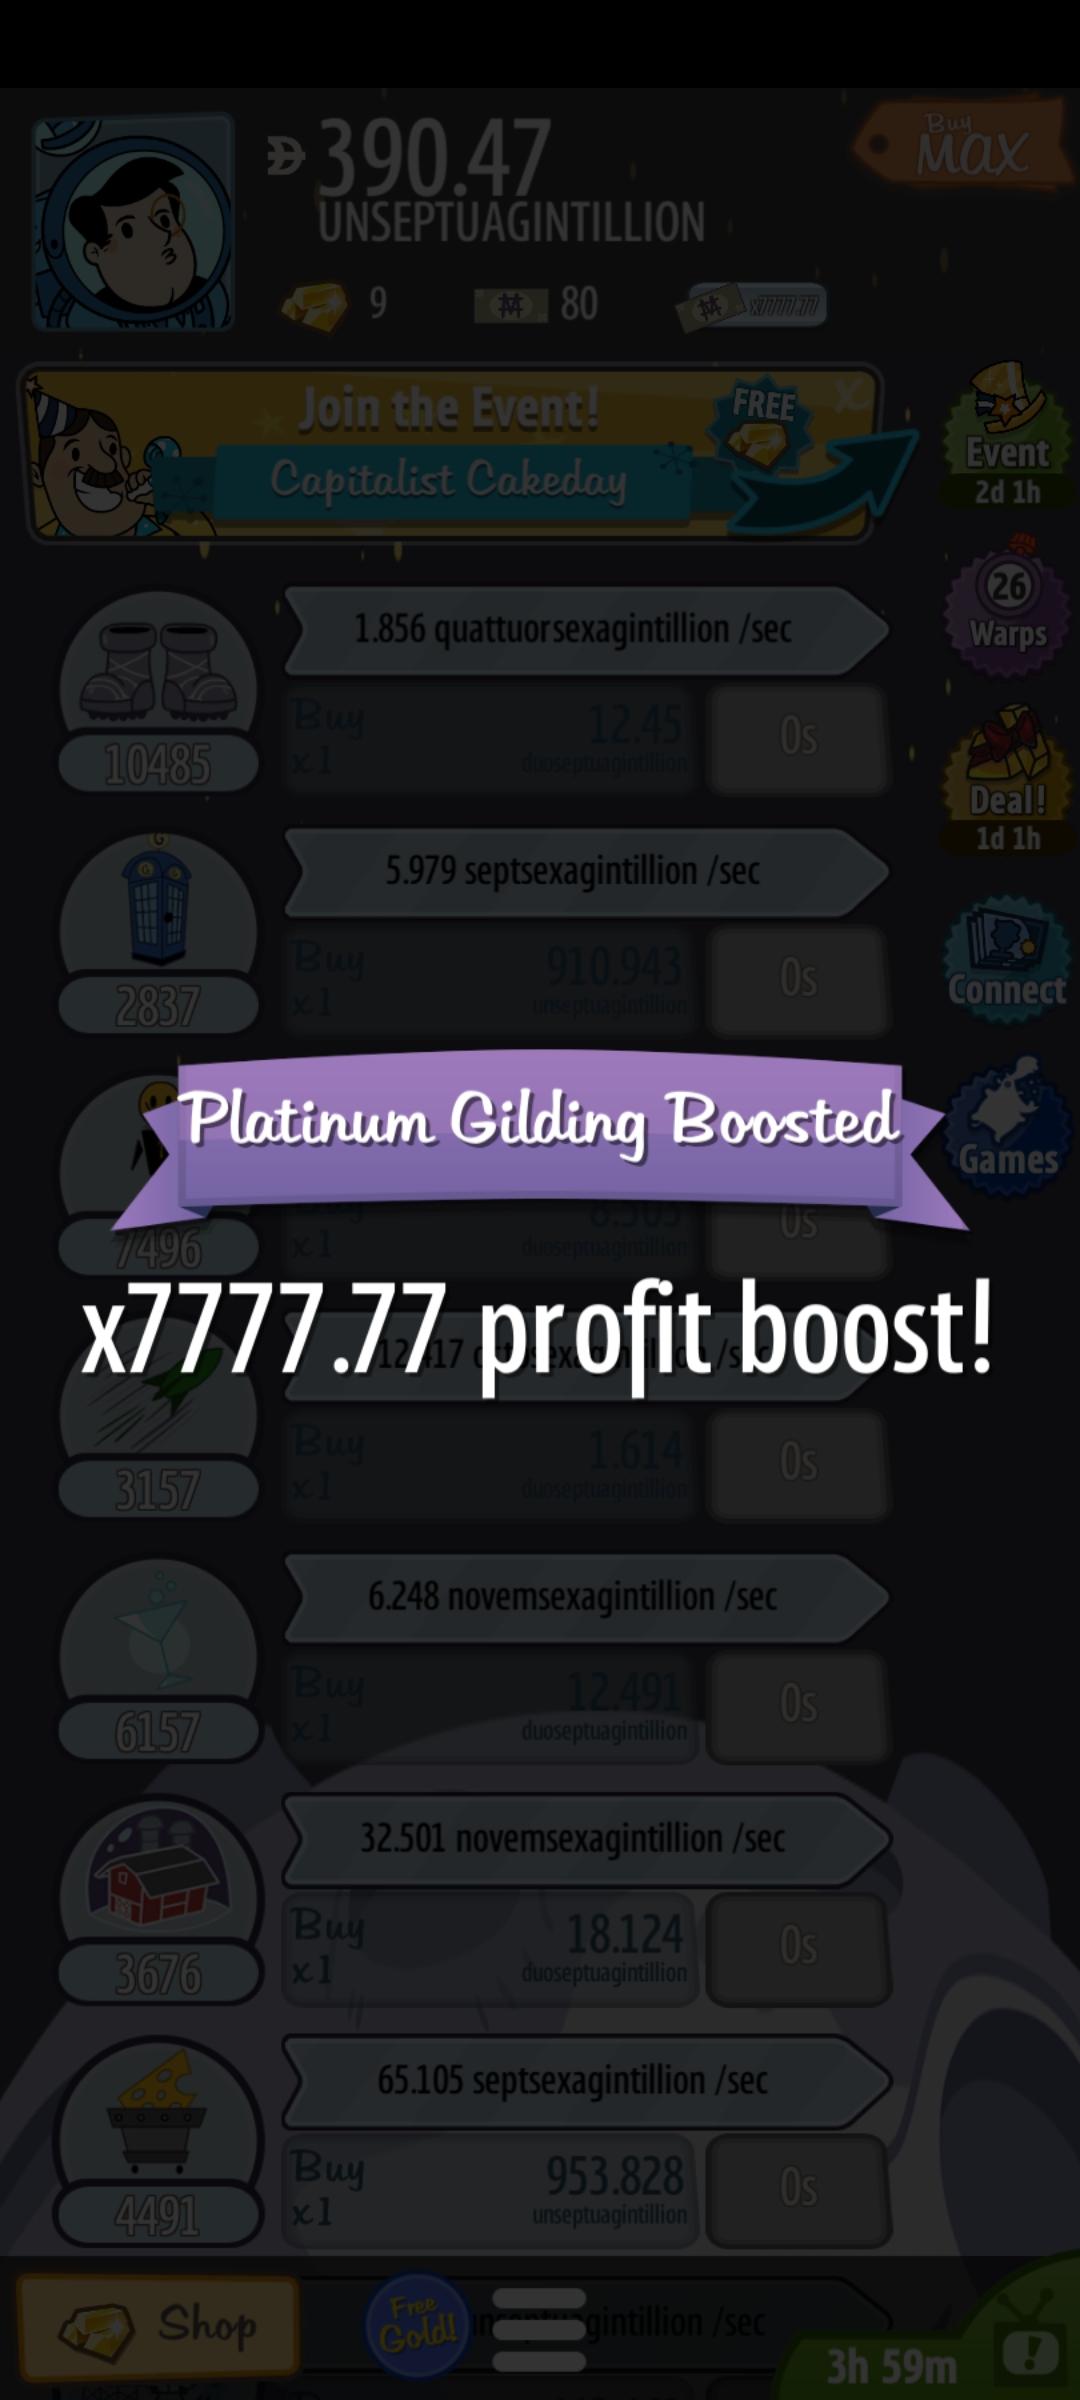 390.47
UNSEPTUAGINTILLION
Buy
MAX
9
80
x7777.77
Join the Event!
Capitalist Cakeday
FREE
Event
2d 1h
1.856 quattuorsexagintillion /sec
Buy
x1
12.45
duoseptuagintillion
0s
10485
26
Warps
Deal!
1d 1h
5.979 septsexagintillion /sec
Buy
x1
910.943
unseptuagintillion
0s
2837
Connect
Games
Platinum Gilding Boosted
Buy
x1
duoseptuagintillion
0s
7496
x7777.77 profit boost!
Buy
x1
1.614
duoseptuagintillion
0s
3157
6.248 novemsexagintillion /sec
Buy
x1
12.491
duoseptuagintillion
0s
6157
32.501 novemsexagintillion /sec
Buy
x1
18.124
duoseptuagintillion
0s
3676
65.105 septsexagintillion /sec
Buy
x1
953.828
unseptuagintillion
0s
4491
Shop
Free
Gold!
/sec
3h 59m